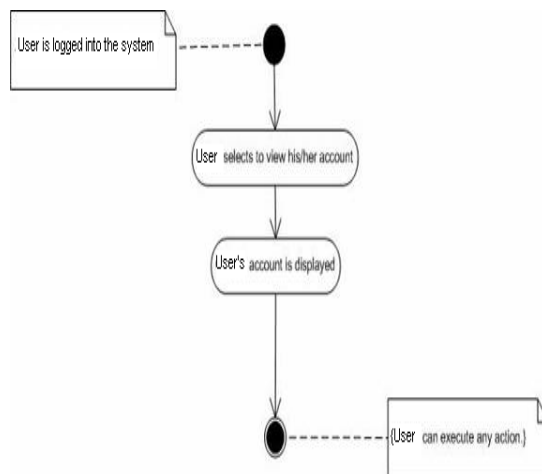 .User is logged into the system
User selects to view his/her account
User's account is displayed
{User can execute any action.}